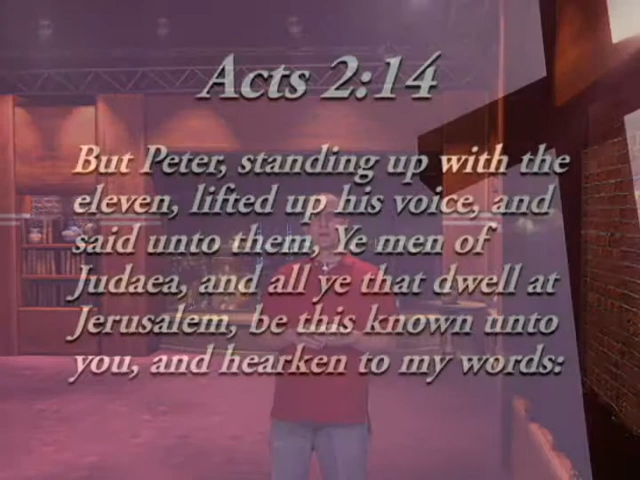 Acts 2:14
But Peter, standing up with the
eleven, lifted up his voice, and
said unto them, Ye men of
Judaea, and all ye that dwell at
Jerusalem, be this known unto
you, and hearken to my words: